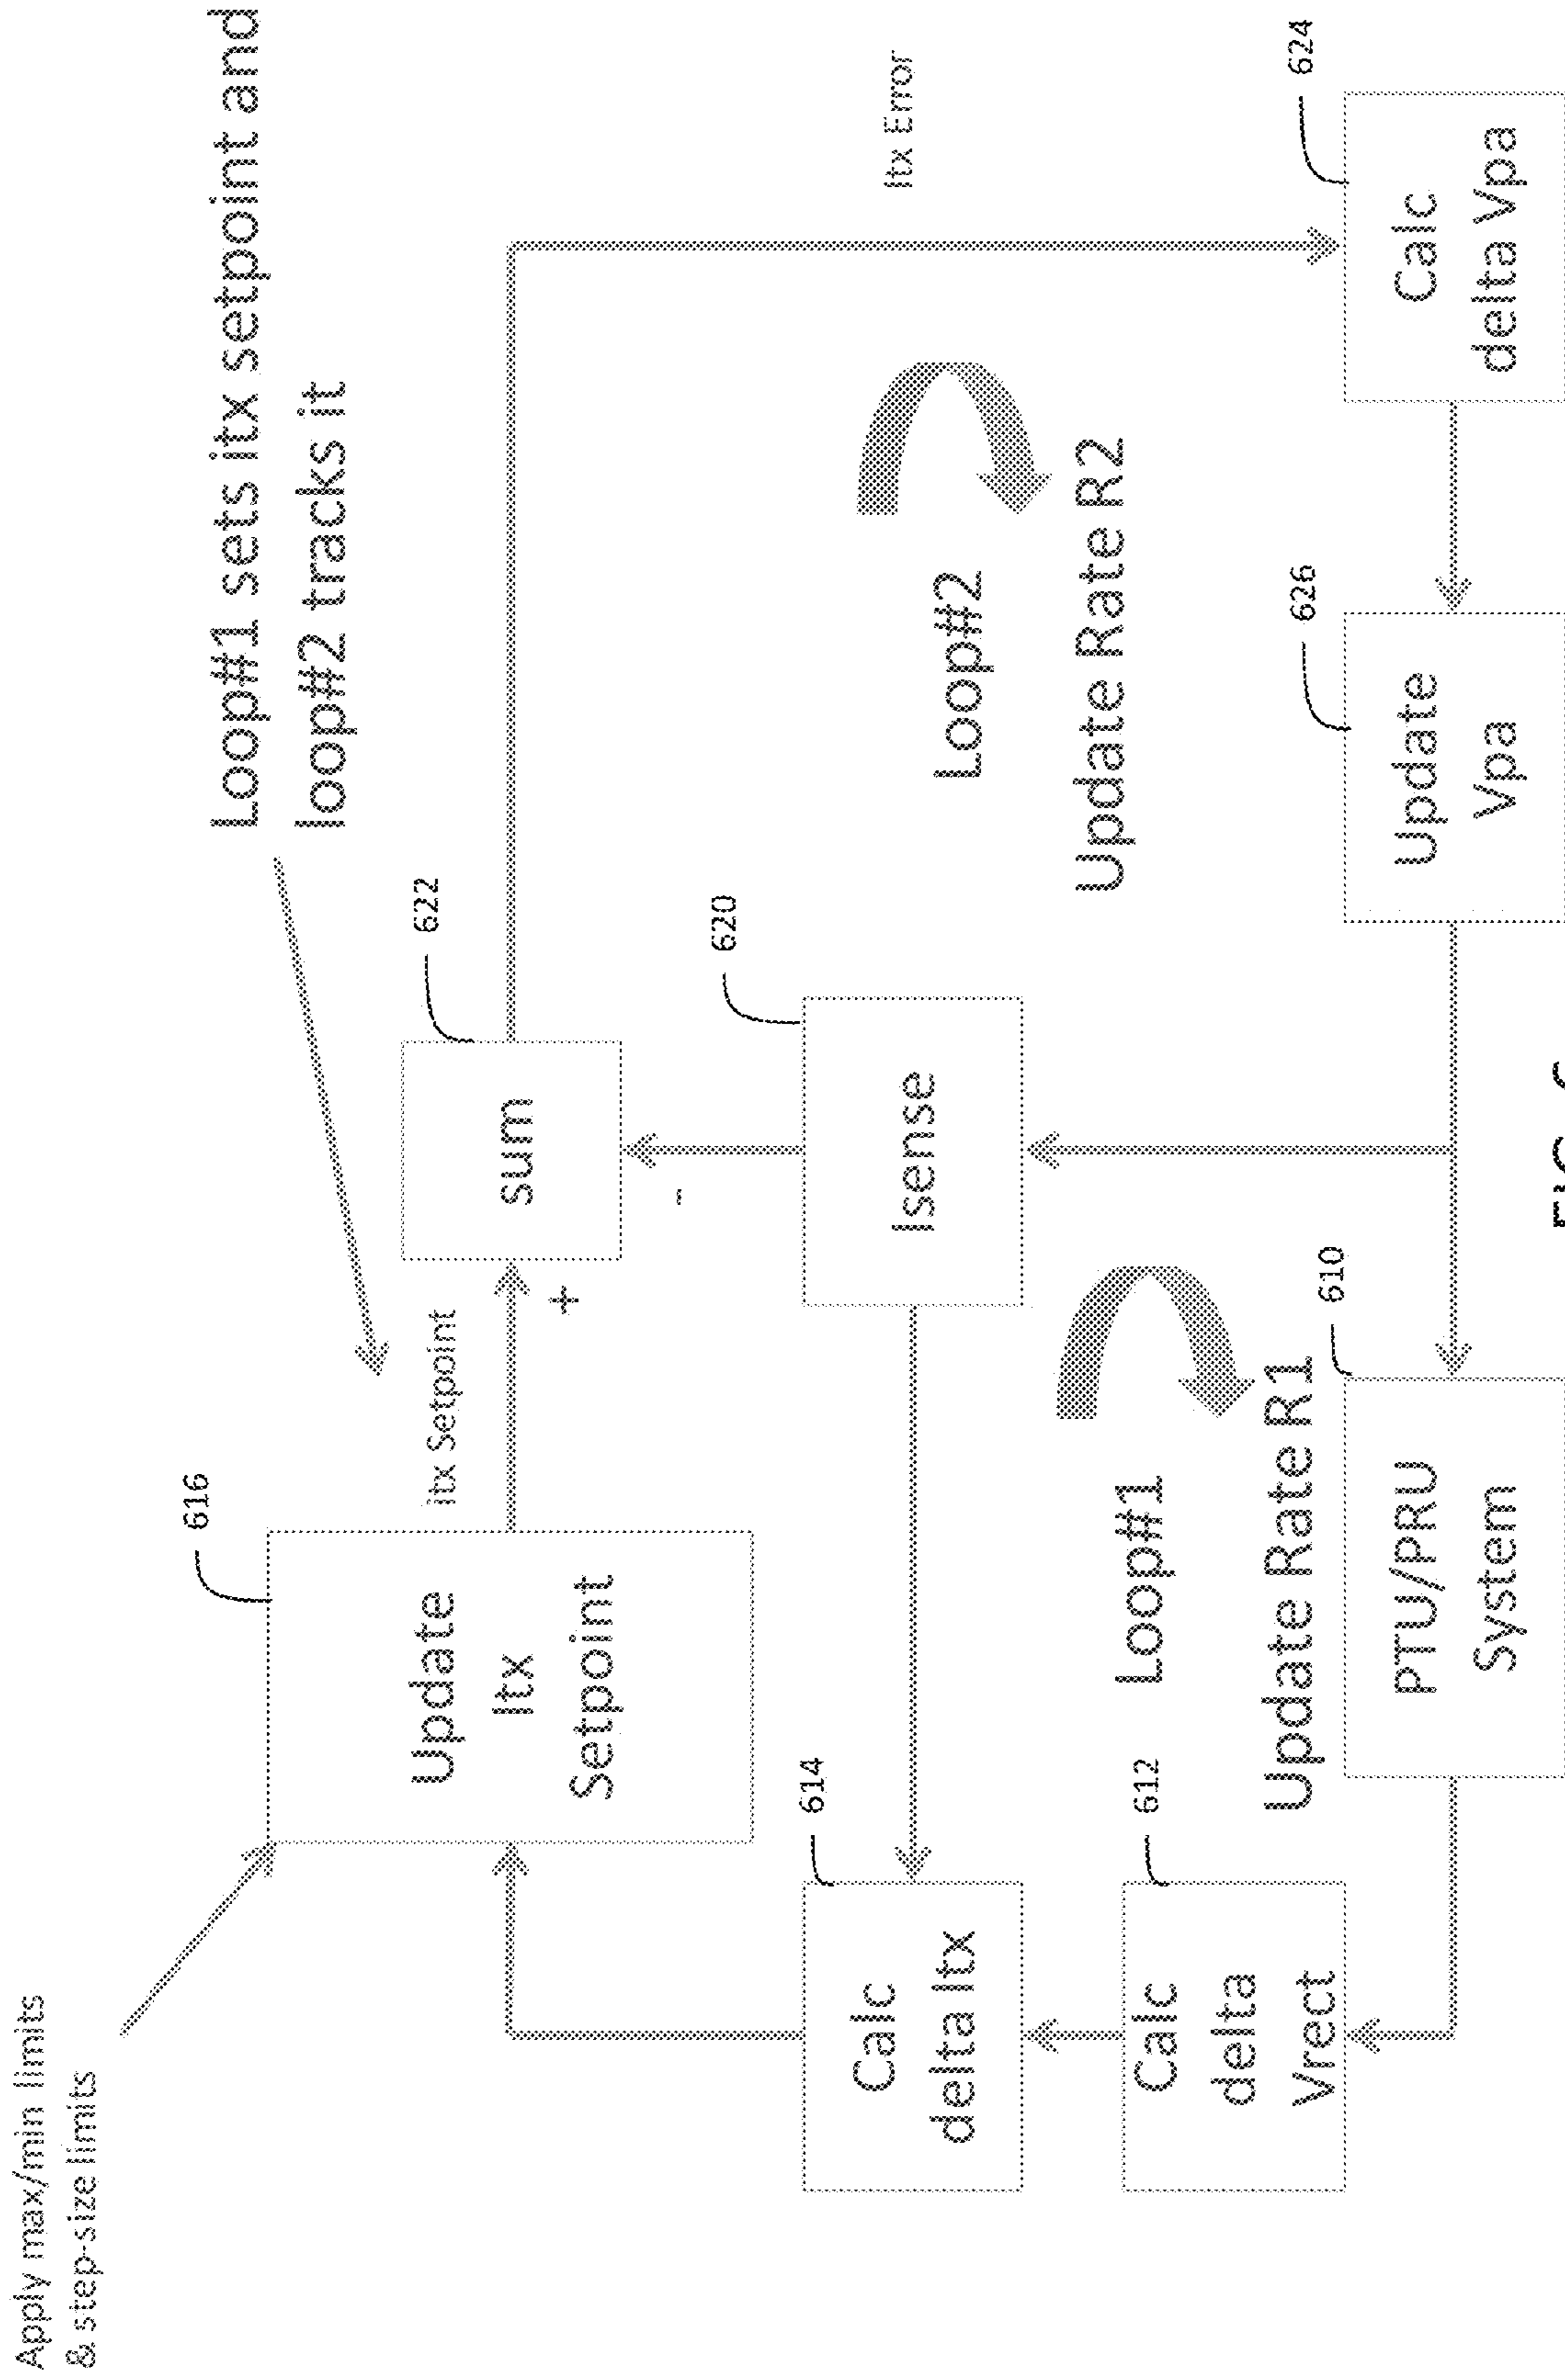 Apply max/min limits
& step-size limits
Loop#1 sets itx setpoint and
loop#2 tracks it
616
Update
Itx
Setpoint
itx Setpoint
+
622
sum
-
620
Isense
Itx Error
614
Calc
delta Itx
612
Calc
delta
Vrect
Loop#1
Update Rate R1
Loop#2
Update Rate R2
610
PTU/PRU
System
626
Update
Vpa
624
Calc
delta Vpa